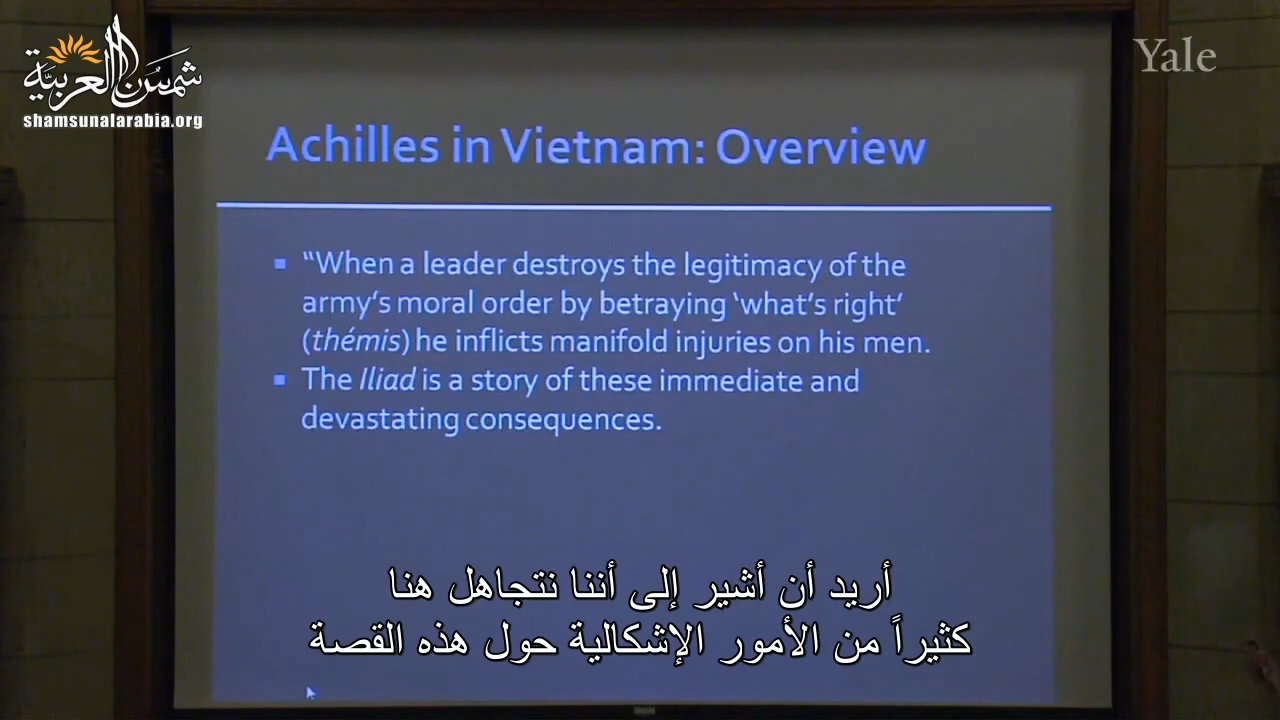 شمس العربية
shamsunalarabia.org
Yale
Achilles in Vietnam: Overview
▪ “When a leader destroys the legitimacy of the
army’s moral order by betraying ‘what’s right’
(thémis) he inflicts manifold injuries on his men.
▪ The Iliad is a story of these immediate and
devastating consequences.
أريد أن أشير إلى أننا نتجاهل هنا
كثيراً من الأمور الإشكالية حول هذه القصة